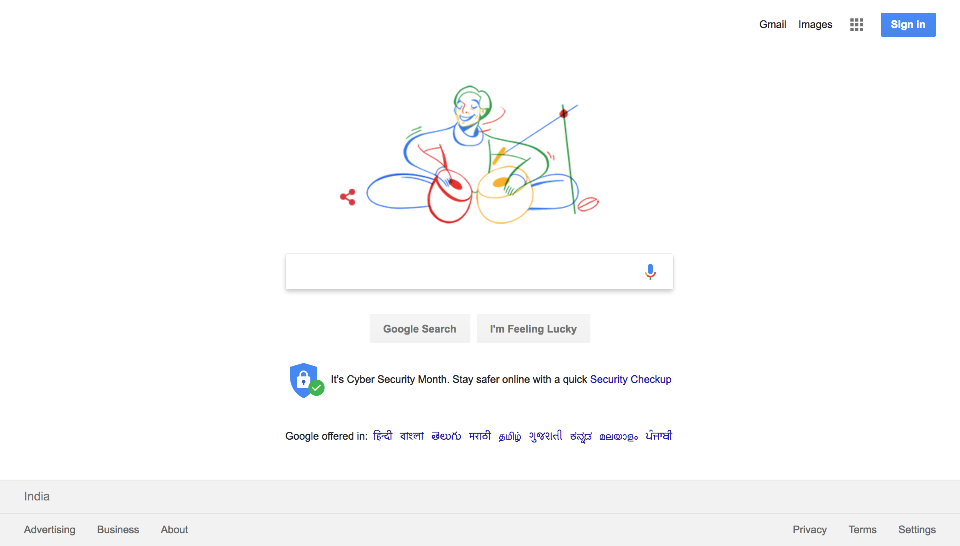 Gmail Images Sign in
Google Search I'm Feeling Lucky
It's Cyber Security Month. Stay safer online with a quick Security Checkup
Google offered in: हिन्दी বাংলা తెలుగు मराठी தமிழ் ગુજરાતી ಕನ್ನಡ മലയാളം ਪੰਜਾਬੀ
India
Advertising Business About Privacy Terms Settings